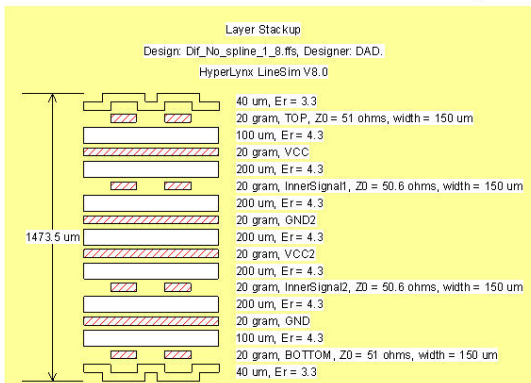 Layer Stackup
Design: Dif_No_spline_1_8.ffs, Designer: DAD.
HyperLynx LineSim V8.0
40 um, Er = 3.3
20 gram, TOP, Z0 = 51 ohms, width = 150 um
100 um, Er = 4.3
20 gram, VCC
200 um, Er = 4.3
20 gram, InnerSignal1, Z0 = 50.6 ohms, width = 150 um
200 um, Er = 4.3
20 gram, GND2
1473.5 um
200 um, Er = 4.3
20 gram, VCC2
200 um, Er = 4.3
20 gram, InnerSignal2, Z0 = 50.6 ohms, width = 150 um
200 um, Er = 4.3
20 gram, GND
100 um, Er = 4.3
20 gram, BOTTOM, Z0 = 51 ohms, width = 150 um
40 um, Er = 3.3